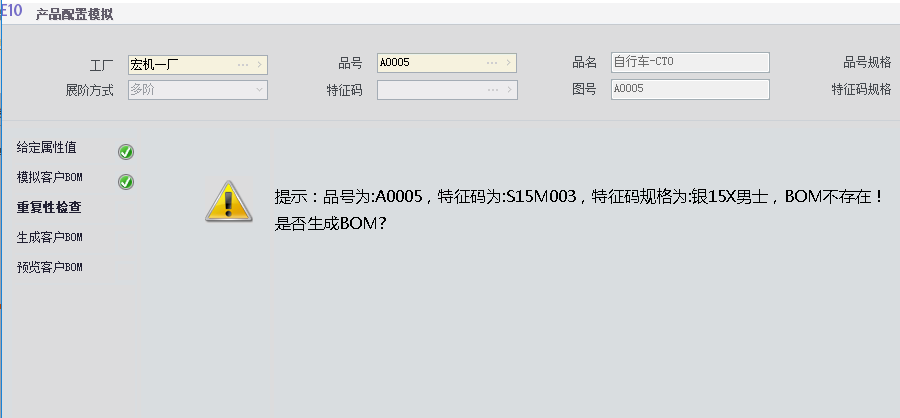 E10 产品配置模拟
工厂 宏机一厂 品号 A0005 品名 自行车-CTO 品号规格
展阶方式 多阶 特征码 图号 A0005 特征码规格
给定属性值
模拟客户BOM
重复性检查
生成客户BOM
预览客户BOM
提示：品号为:A0005，特征码为:S15M003，特征码规格为:银15X男士，BOM不存在！
是否生成BOM?